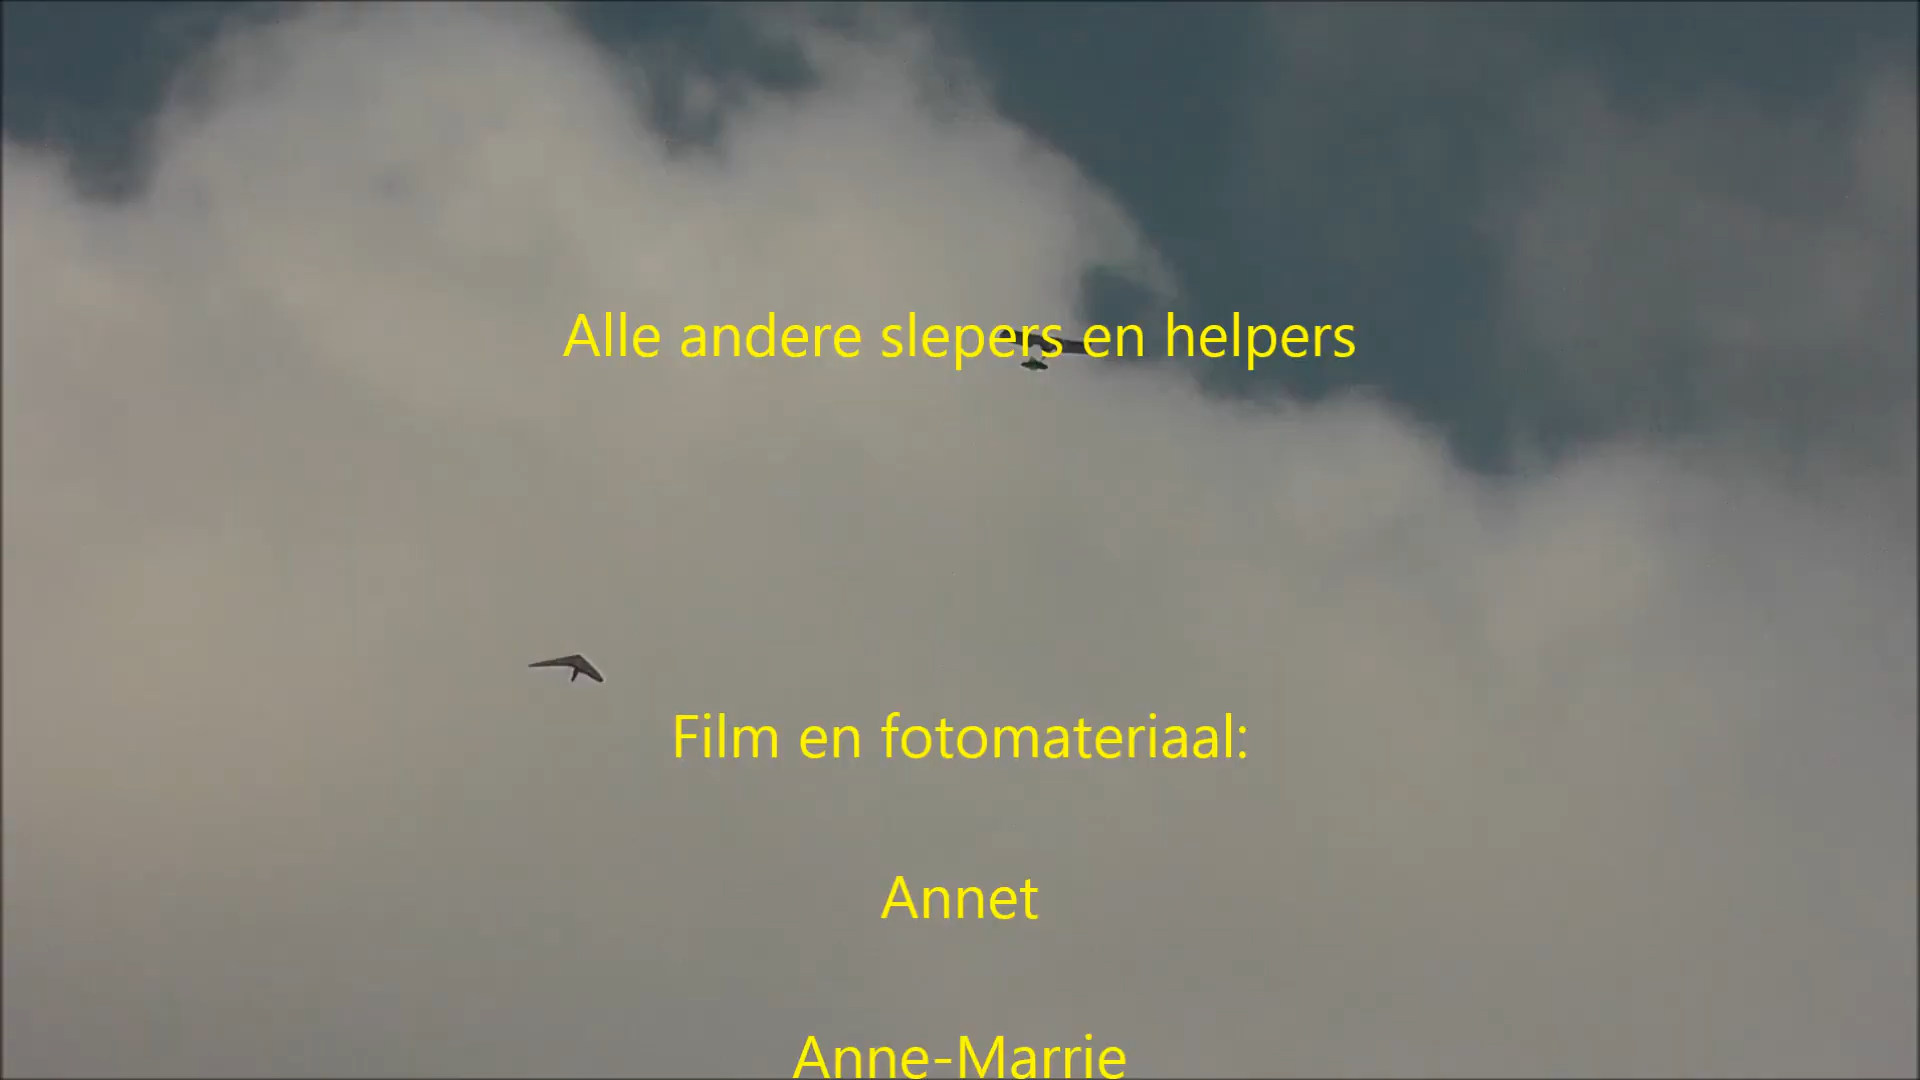 Alle andere slepers en helpers
Film en fotomateriaal:
Annet
Anne-Marrie